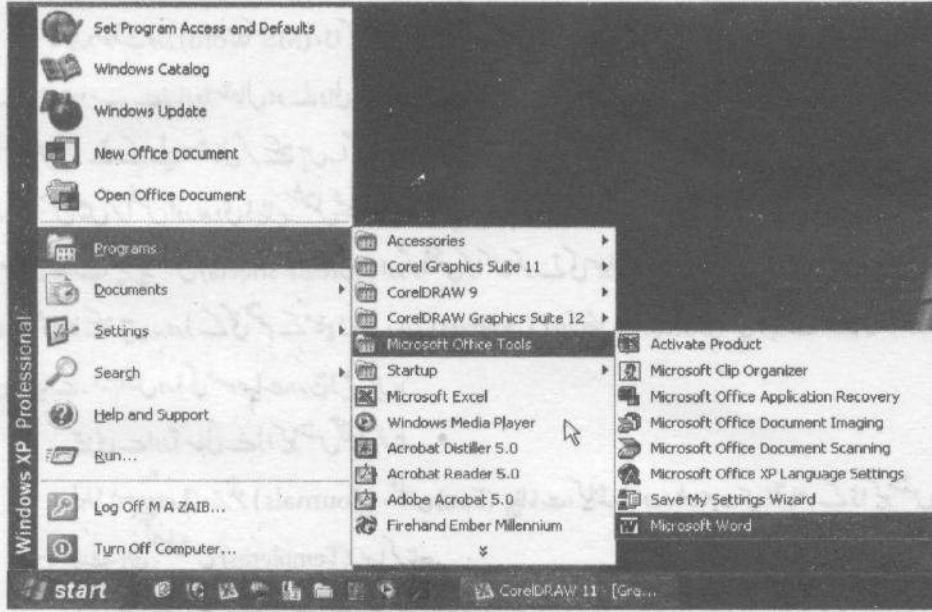 Set Program Access and Defaults
Windows Catalog
Windows Update
New Office Document
Open Office Document
Programs
Documents
Settings
Search
Help and Support
Run...
Log Off M A ZAIB...
Turn Off Computer...
Windows XP Professional
Accessories
Corel Graphics Suite 11
CorelDRAW 9
CorelDRAW Graphics Suite 12
Microsoft Office Tools
Startup
Microsoft Excel
Windows Media Player
Acrobat Distiller 5.0
Acrobat Reader 5.0
Adobe Acrobat 5.0
Firehand Ember Millennium
Activate Product
Microsoft Clip Organizer
Microsoft Office Application Recovery
Microsoft Office Document Imaging
Microsoft Office Document Scanning
Microsoft Office XP Language Settings
Save My Settings Wizard
Microsoft Word
start
CorelDRAW 11 - [Gra...